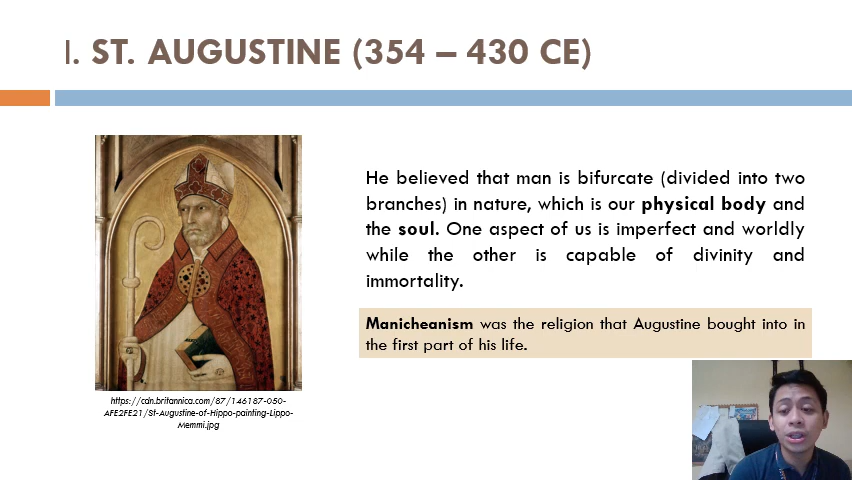 I. ST. AUGUSTINE (354 – 430 CE)
He believed that man is bifurcate (divided into two
branches) in nature, which is our physical body and
the soul. One aspect of us is imperfect and worldly
while the other is capable of divinity and
immortality.
Manicheanism was the religion that Augustine bought into in
the first part of his life.
https://cdn.britannica.com/87/146187-050-
AFE2FE21/St-Augustine-of-Hippo-painting-Lippo-
Memmi.jpg